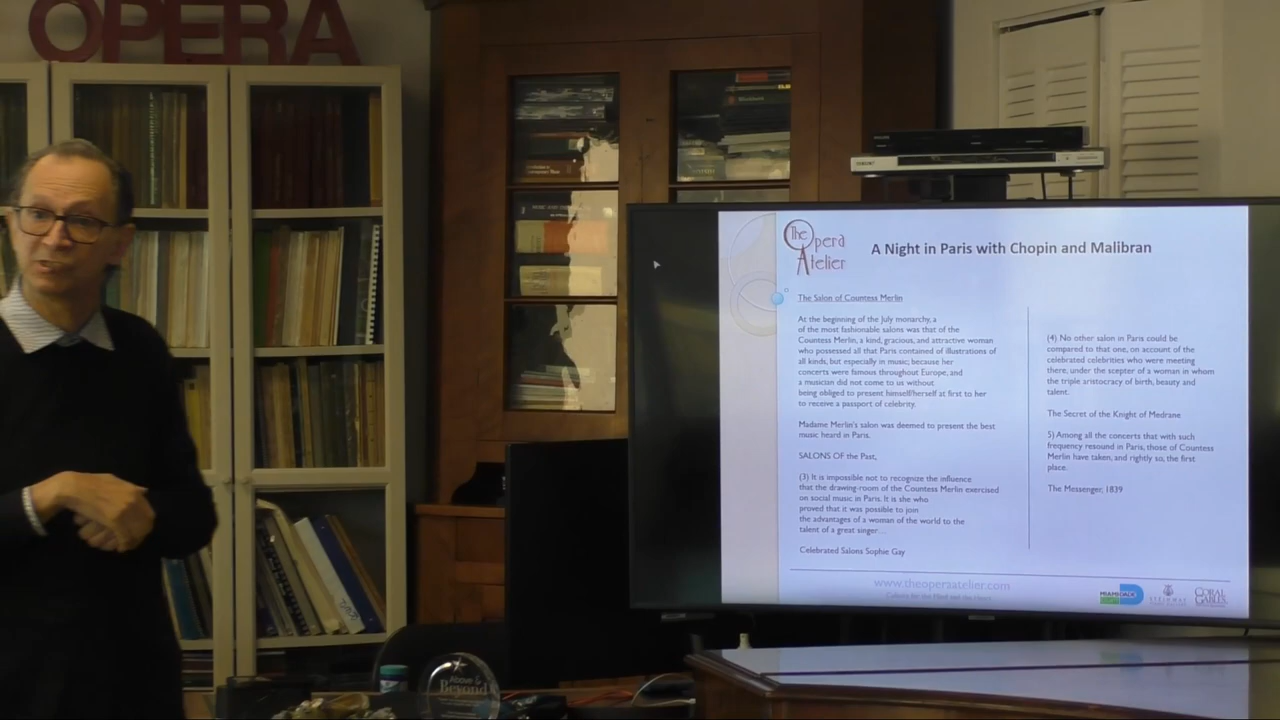 OPERA
The Opera Atelier
A Night in Paris with Chopin and Malibran
The Salon of Countess Merlin
At the beginning of the July monarchy, a
of the most fashionable salons was that of the
Countess Merlin, a kind, gracious, and attractive woman
who possessed all that Paris contained of illustrations of
all kinds, but especially in music; because her
concerts were famous throughout Europe, and
a musician did not come to us without
being obliged to present himself/herself at first to her
to receive a passport of celebrity.
Madame Merlin's salon was deemed to present the best
music heard in Paris.
SALONS OF the Past,
(3) It is impossible not to recognize the influence
that the drawing-room of the Countess Merlin exercised
on social music in Paris. It is she who
proved that it was possible to join
the advantages of a woman of the world to the
talent of a great singer...
Celebrated Salons Sophie Gay
(4) No other salon in Paris could be
compared to that one, on account of the
celebrated celebrities who were meeting
there, under the scepter of a woman in whom
the triple aristocracy of birth, beauty and
talent.
The Secret of the Knight of Medrane
5) Among all the concerts that with such
frequency resound in Paris, those of Countess
Merlin have taken, and rightly so, the first
place.
The Messenger, 1839
www.theoperaatelier.com
MIAMIDADE
STEINWAY
CORAL GABLES
Above &
Beyond